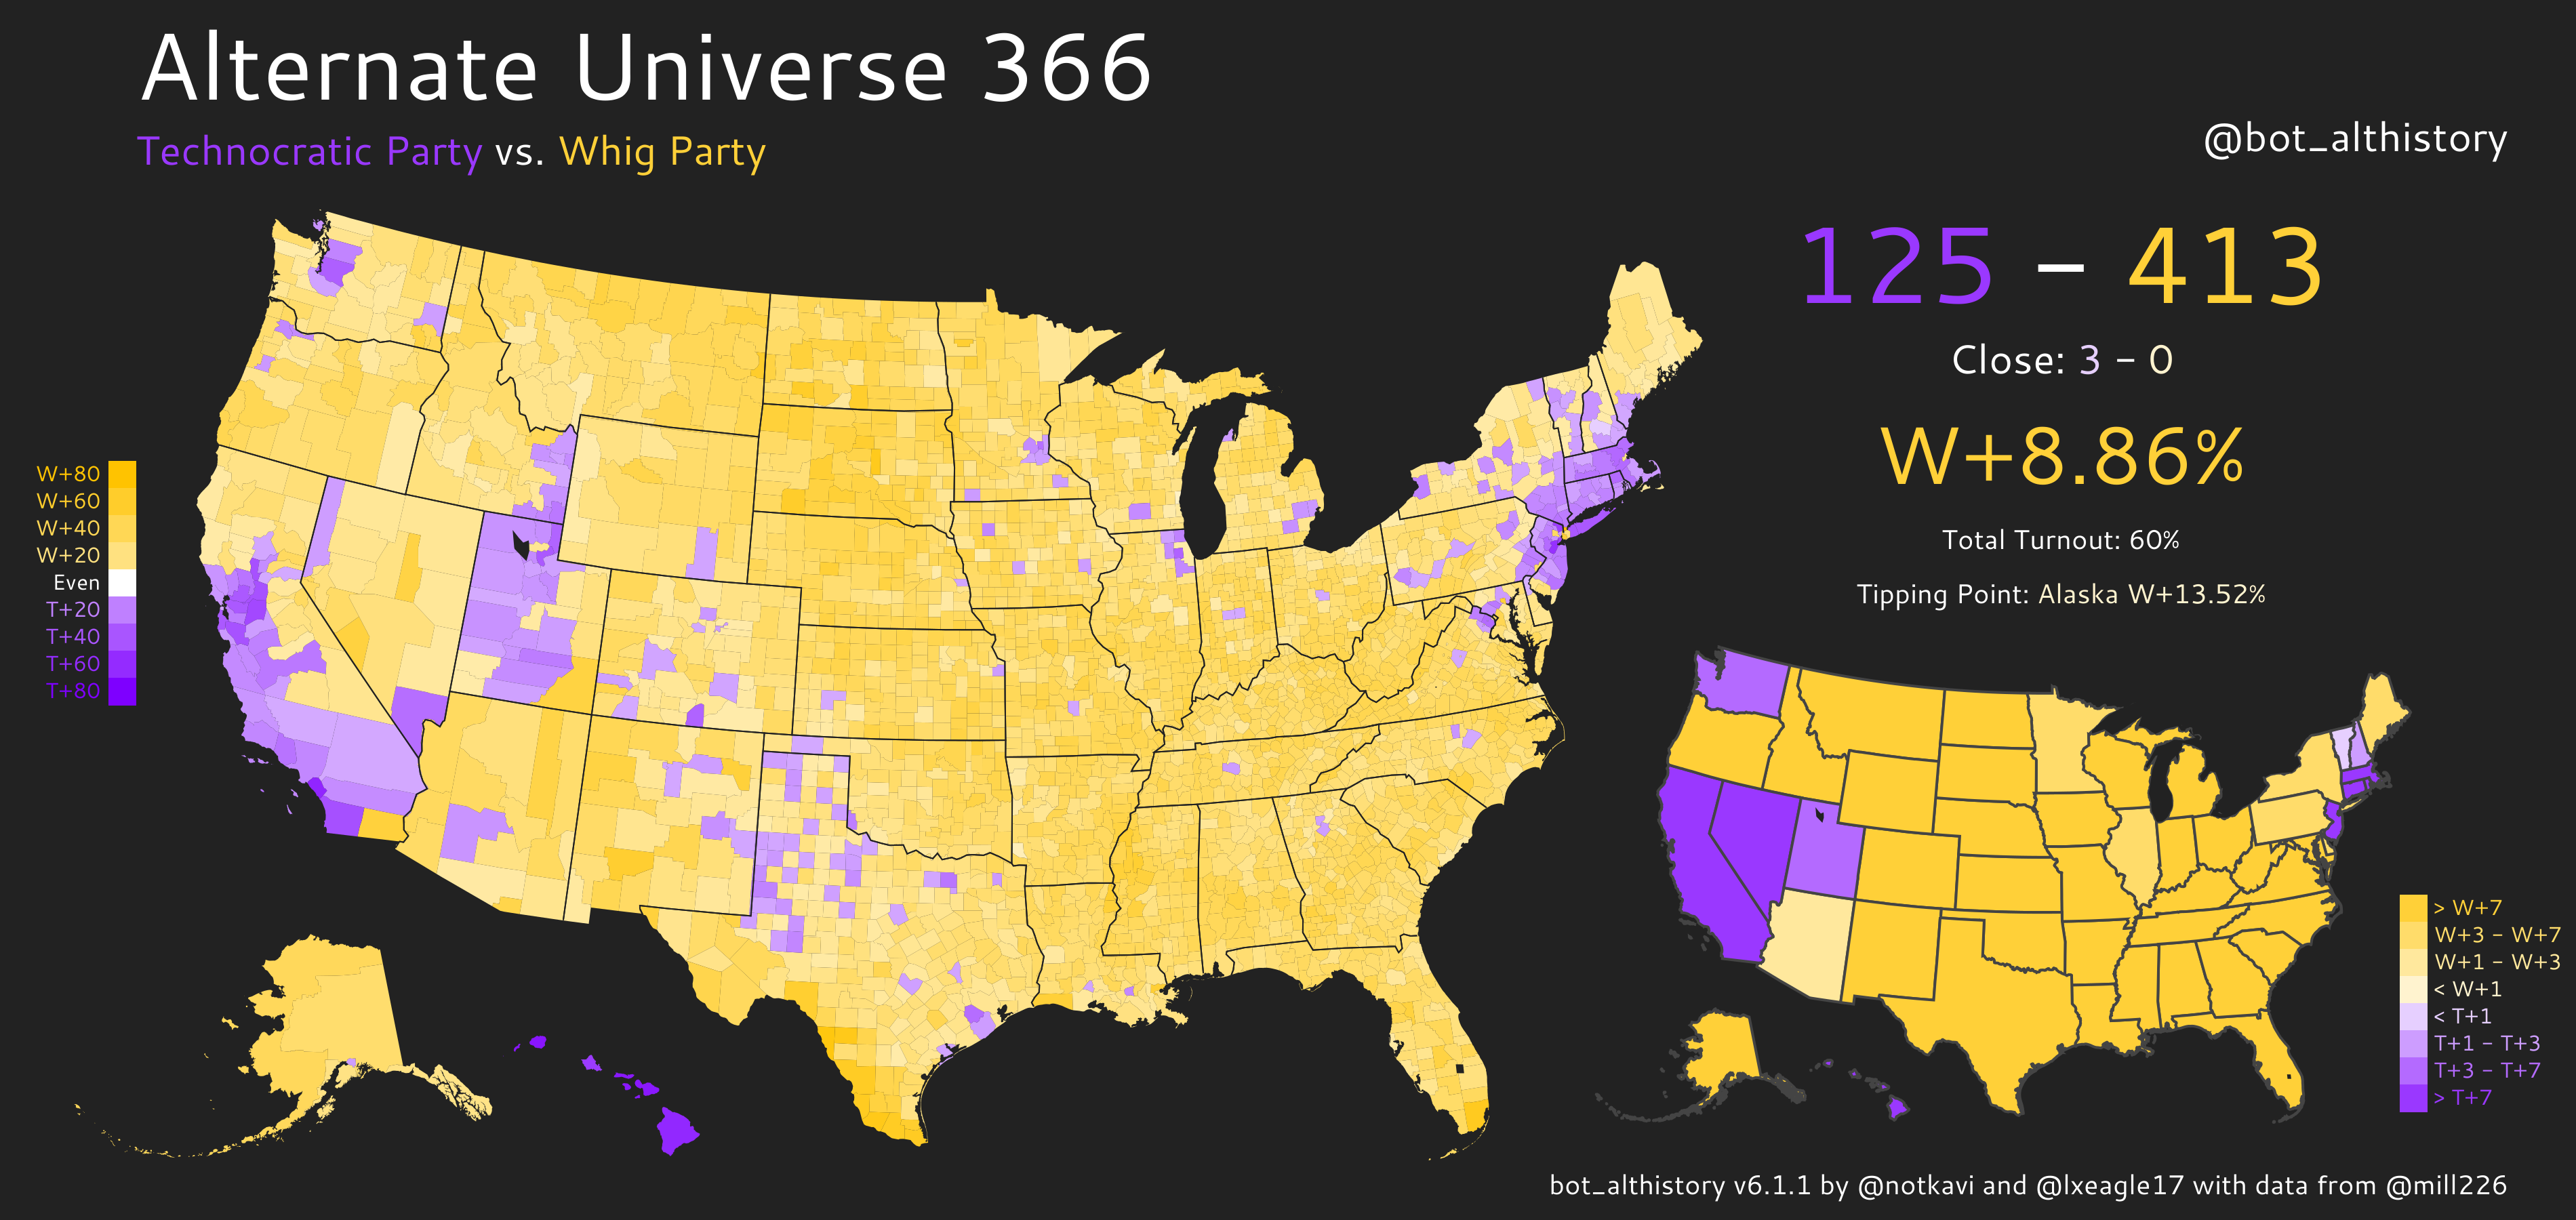 Alternate Universe 366
Technocratic Party vs. Whig Party
@bot_althistory
125 – 413
Close: 3 – 0
W+8.86%
Total Turnout: 60%
Tipping Point: Alaska W+13.52%
W+80
W+60
W+40
W+20
Even
T+20
T+40
T+60
T+80
> W+7
W+3 - W+7
W+1 - W+3
< W+1
< T+1
T+1 - T+3
T+3 - T+7
> T+7
bot_althistory v6.1.1 by @notkavi and @lxeagle17 with data from @mill226